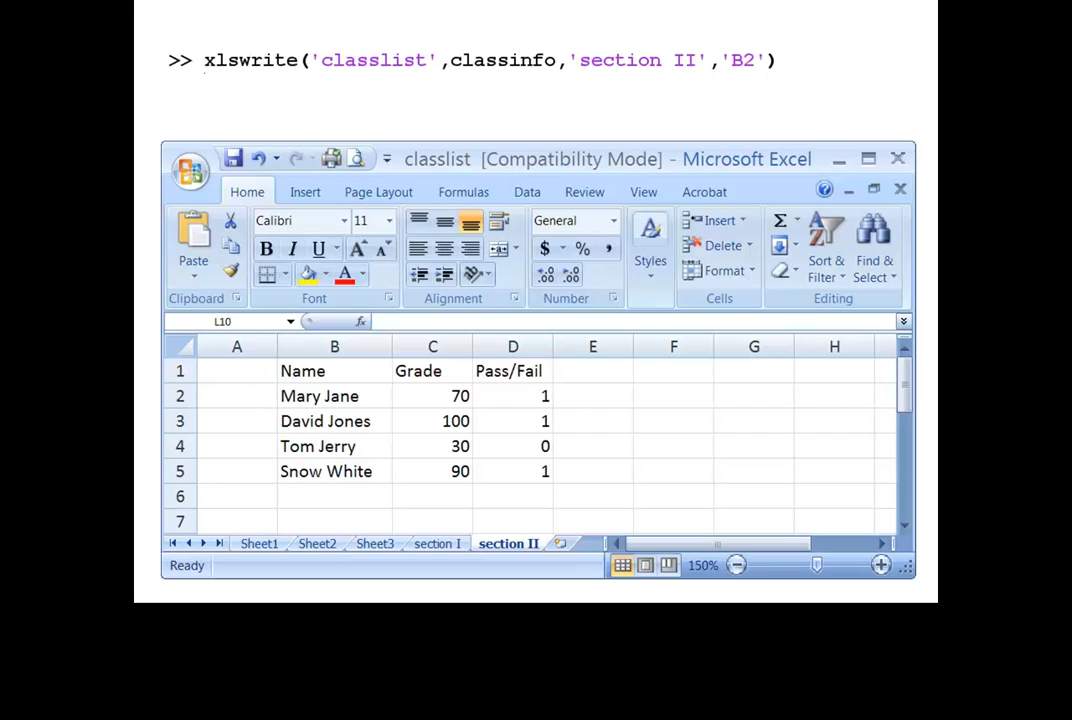 >> xlswrite('classlist',classinfo,'section II','B2')
classlist [Compatibility Mode] - Microsoft Excel
Home Insert Page Layout Formulas Data Review View Acrobat
Calibri 11 General Insert Σ
B I U A A $ % , Delete
Paste Styles Format Sort & Filter Find & Select
Clipboard Font Alignment Number Cells Editing
L10 fx
A B C D E F G H
1 Name Grade Pass/Fail
2 Mary Jane 70 1
3 David Jones 100 1
4 Tom Jerry 30 0
5 Snow White 90 1
6
7
Sheet1 Sheet2 Sheet3 section I section II
Ready 150%